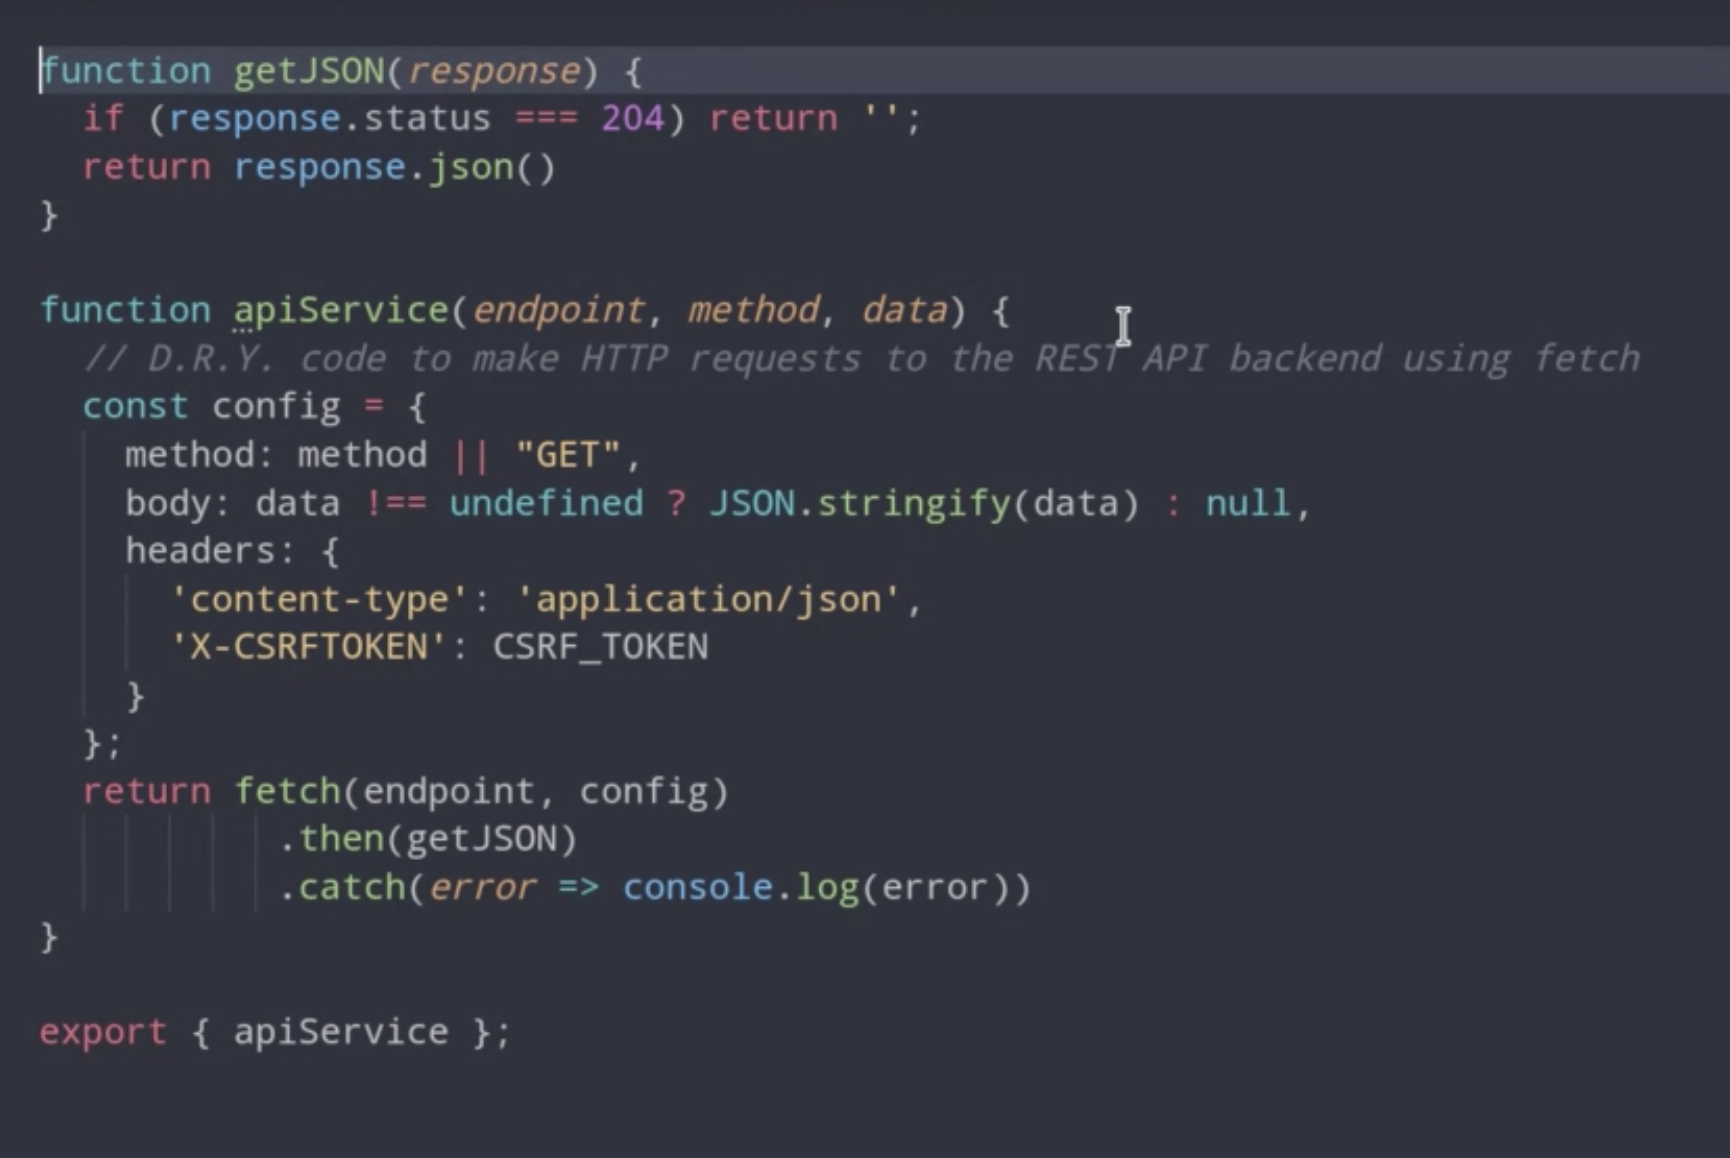 function getJSON(response) {
  if (response.status === 204) return '';
  return response.json()
}

function apiService(endpoint, method, data) {
  // D.R.Y. code to make HTTP requests to the REST API backend using fetch
  const config = {
    method: method || "GET",
    body: data !== undefined ? JSON.stringify(data) : null,
    headers: {
      'content-type': 'application/json',
      'X-CSRFTOKEN': CSRF_TOKEN
    }
  };
  return fetch(endpoint, config)
           .then(getJSON)
           .catch(error => console.log(error))
}

export { apiService };